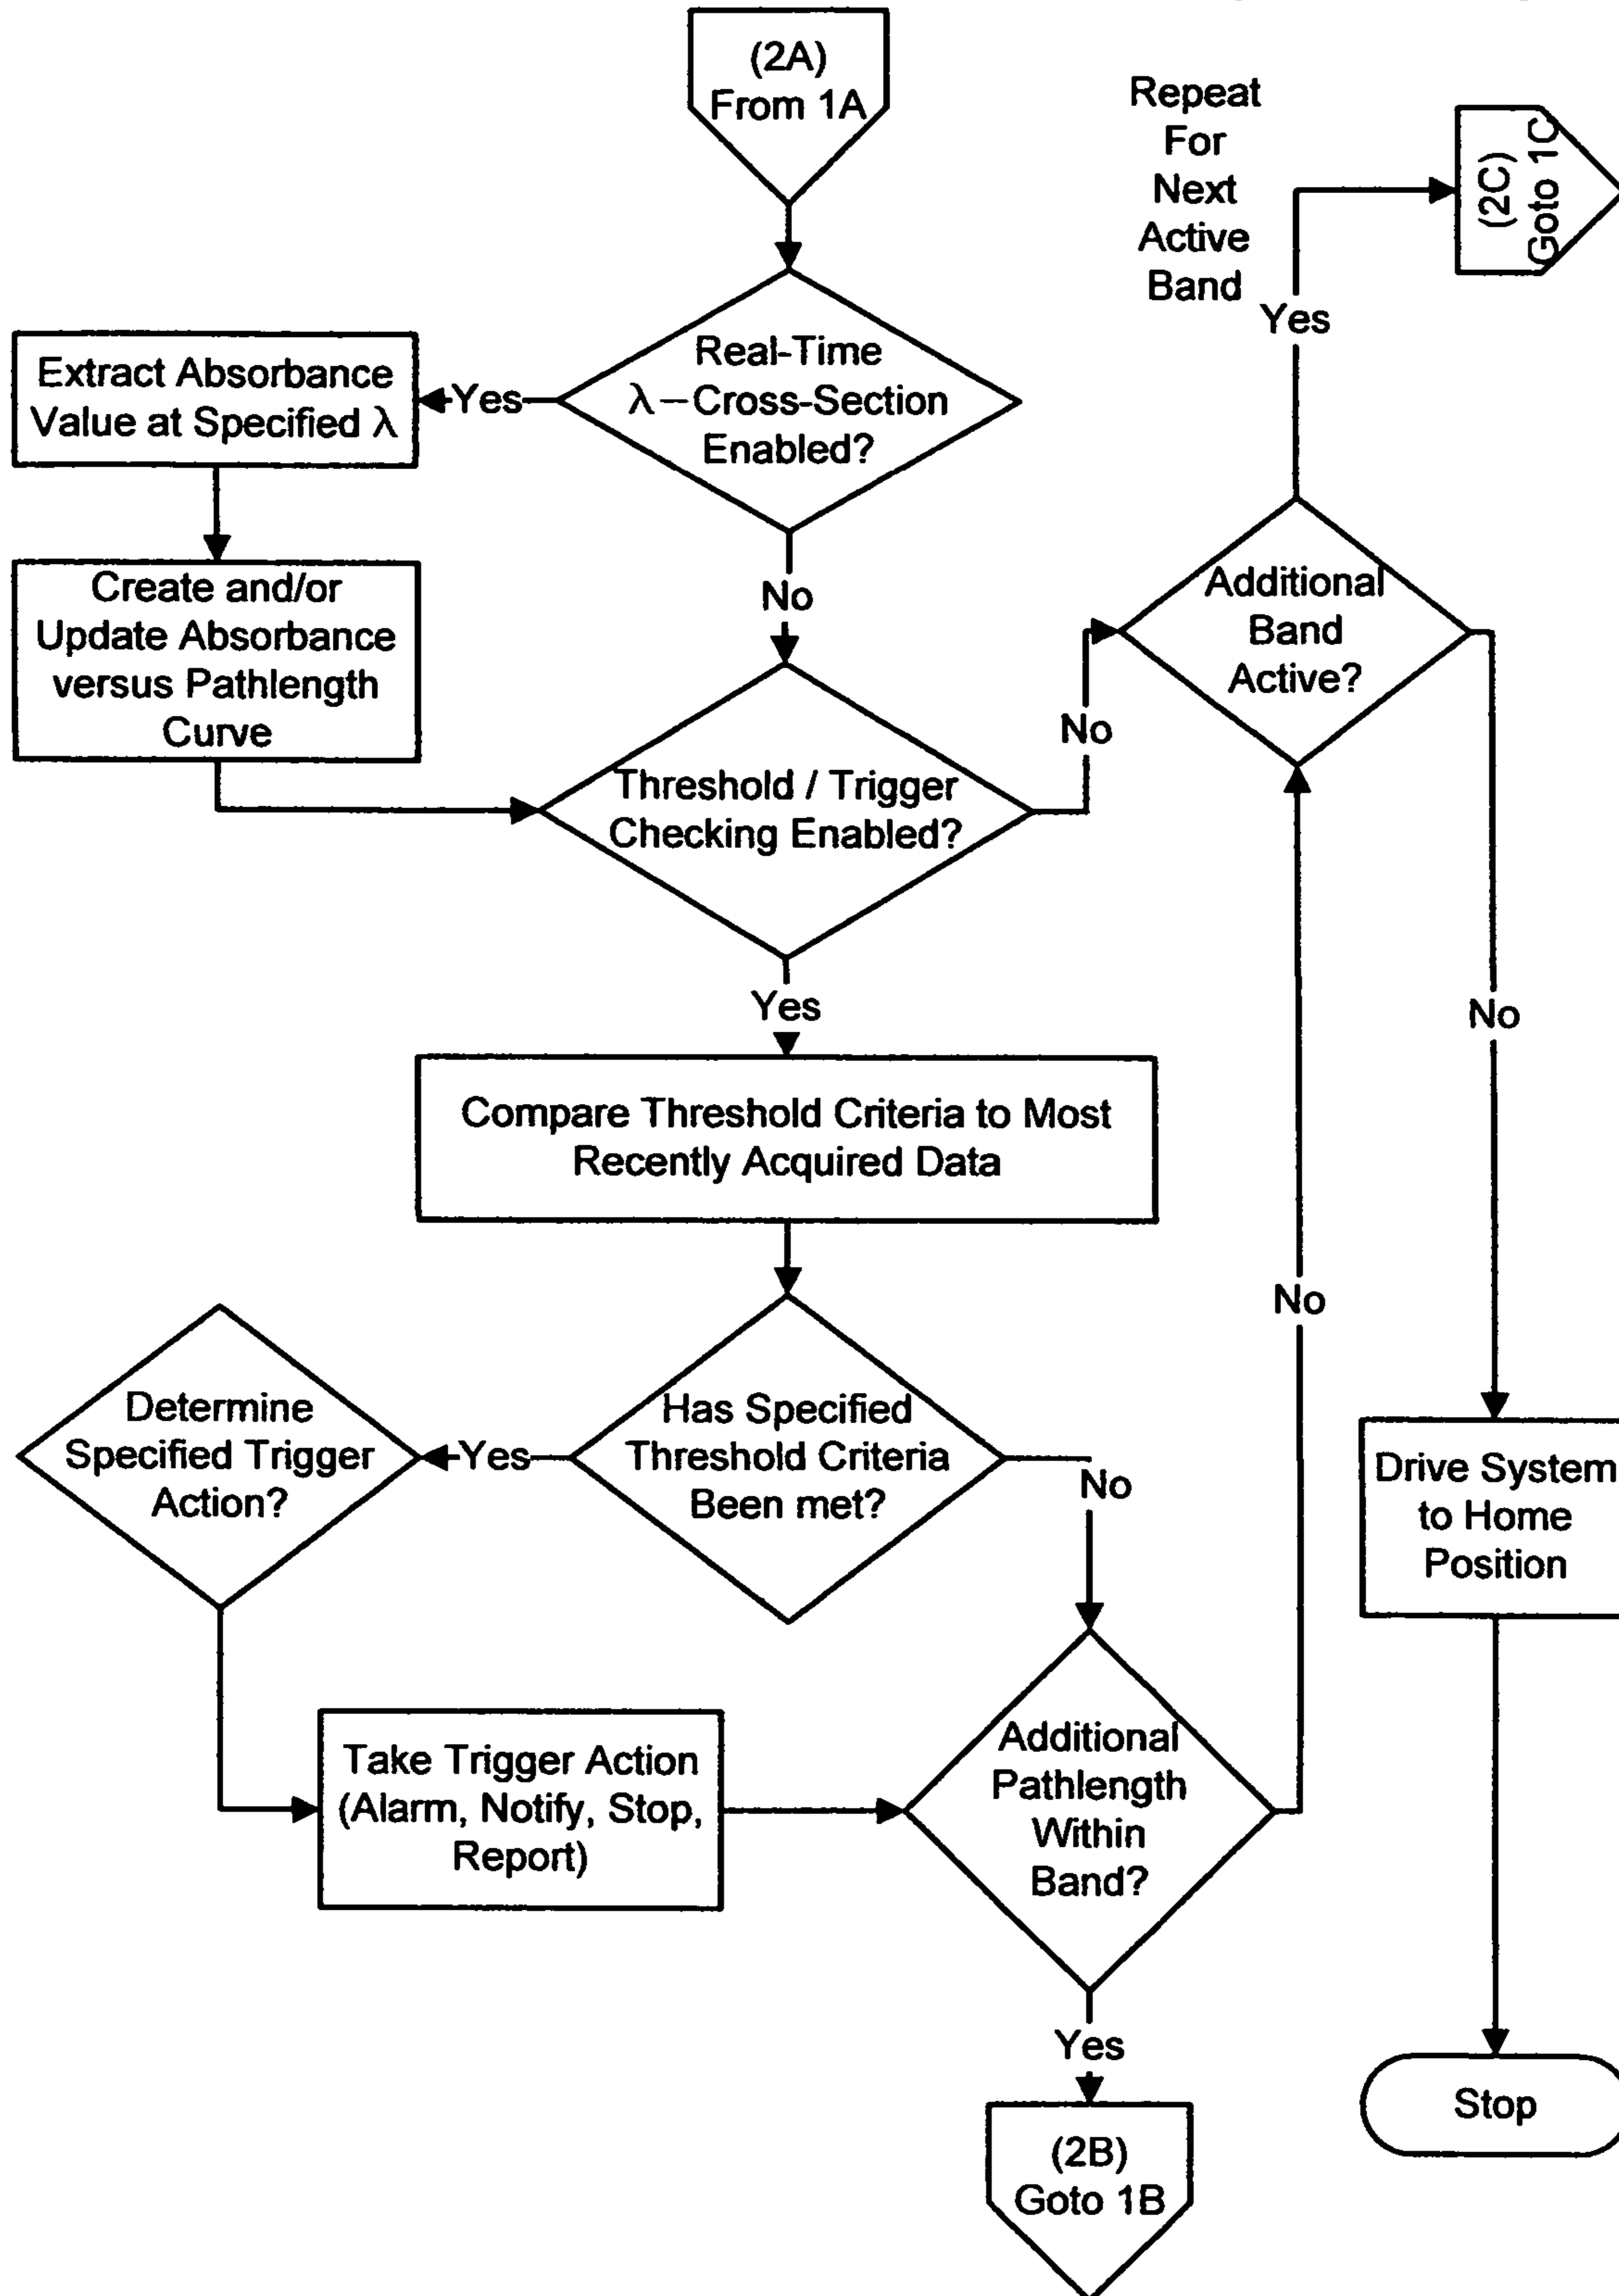 (2A)
From 1A
Repeat
For
Next
Active
Band
(2C)
Goto 1C
Yes
Real-Time
λ–Cross-Section
Enabled?
Yes
Extract Absorbance
Value at Specified λ
No
Create and/or
Update Absorbance
versus Pathlength
Curve
Additional
Band
Active?
No
Threshold / Trigger
Checking Enabled?
Yes
No
Compare Threshold Criteria to Most
Recently Acquired Data
No
Determine
Specified Trigger
Action?
Yes
Has Specified
Threshold Criteria
Been met?
No
Drive System
to Home
Position
Take Trigger Action
(Alarm, Notify, Stop,
Report)
Additional
Pathlength
Within
Band?
Yes
Stop
(2B)
Goto 1B